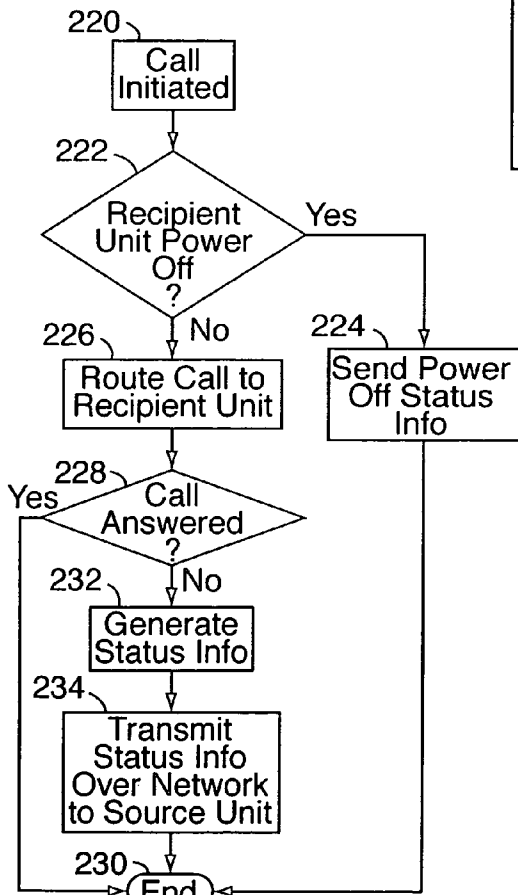 220
Call
Initiated
222
Recipient
Unit Power
Off
?
Yes
No
224
Send Power
Off Status
Info
226
Route Call to
Recipient Unit
228
Call
Answered
?
Yes
No
232
Generate
Status Info
234
Transmit
Status Info
Over Network
to Source Unit
230
End